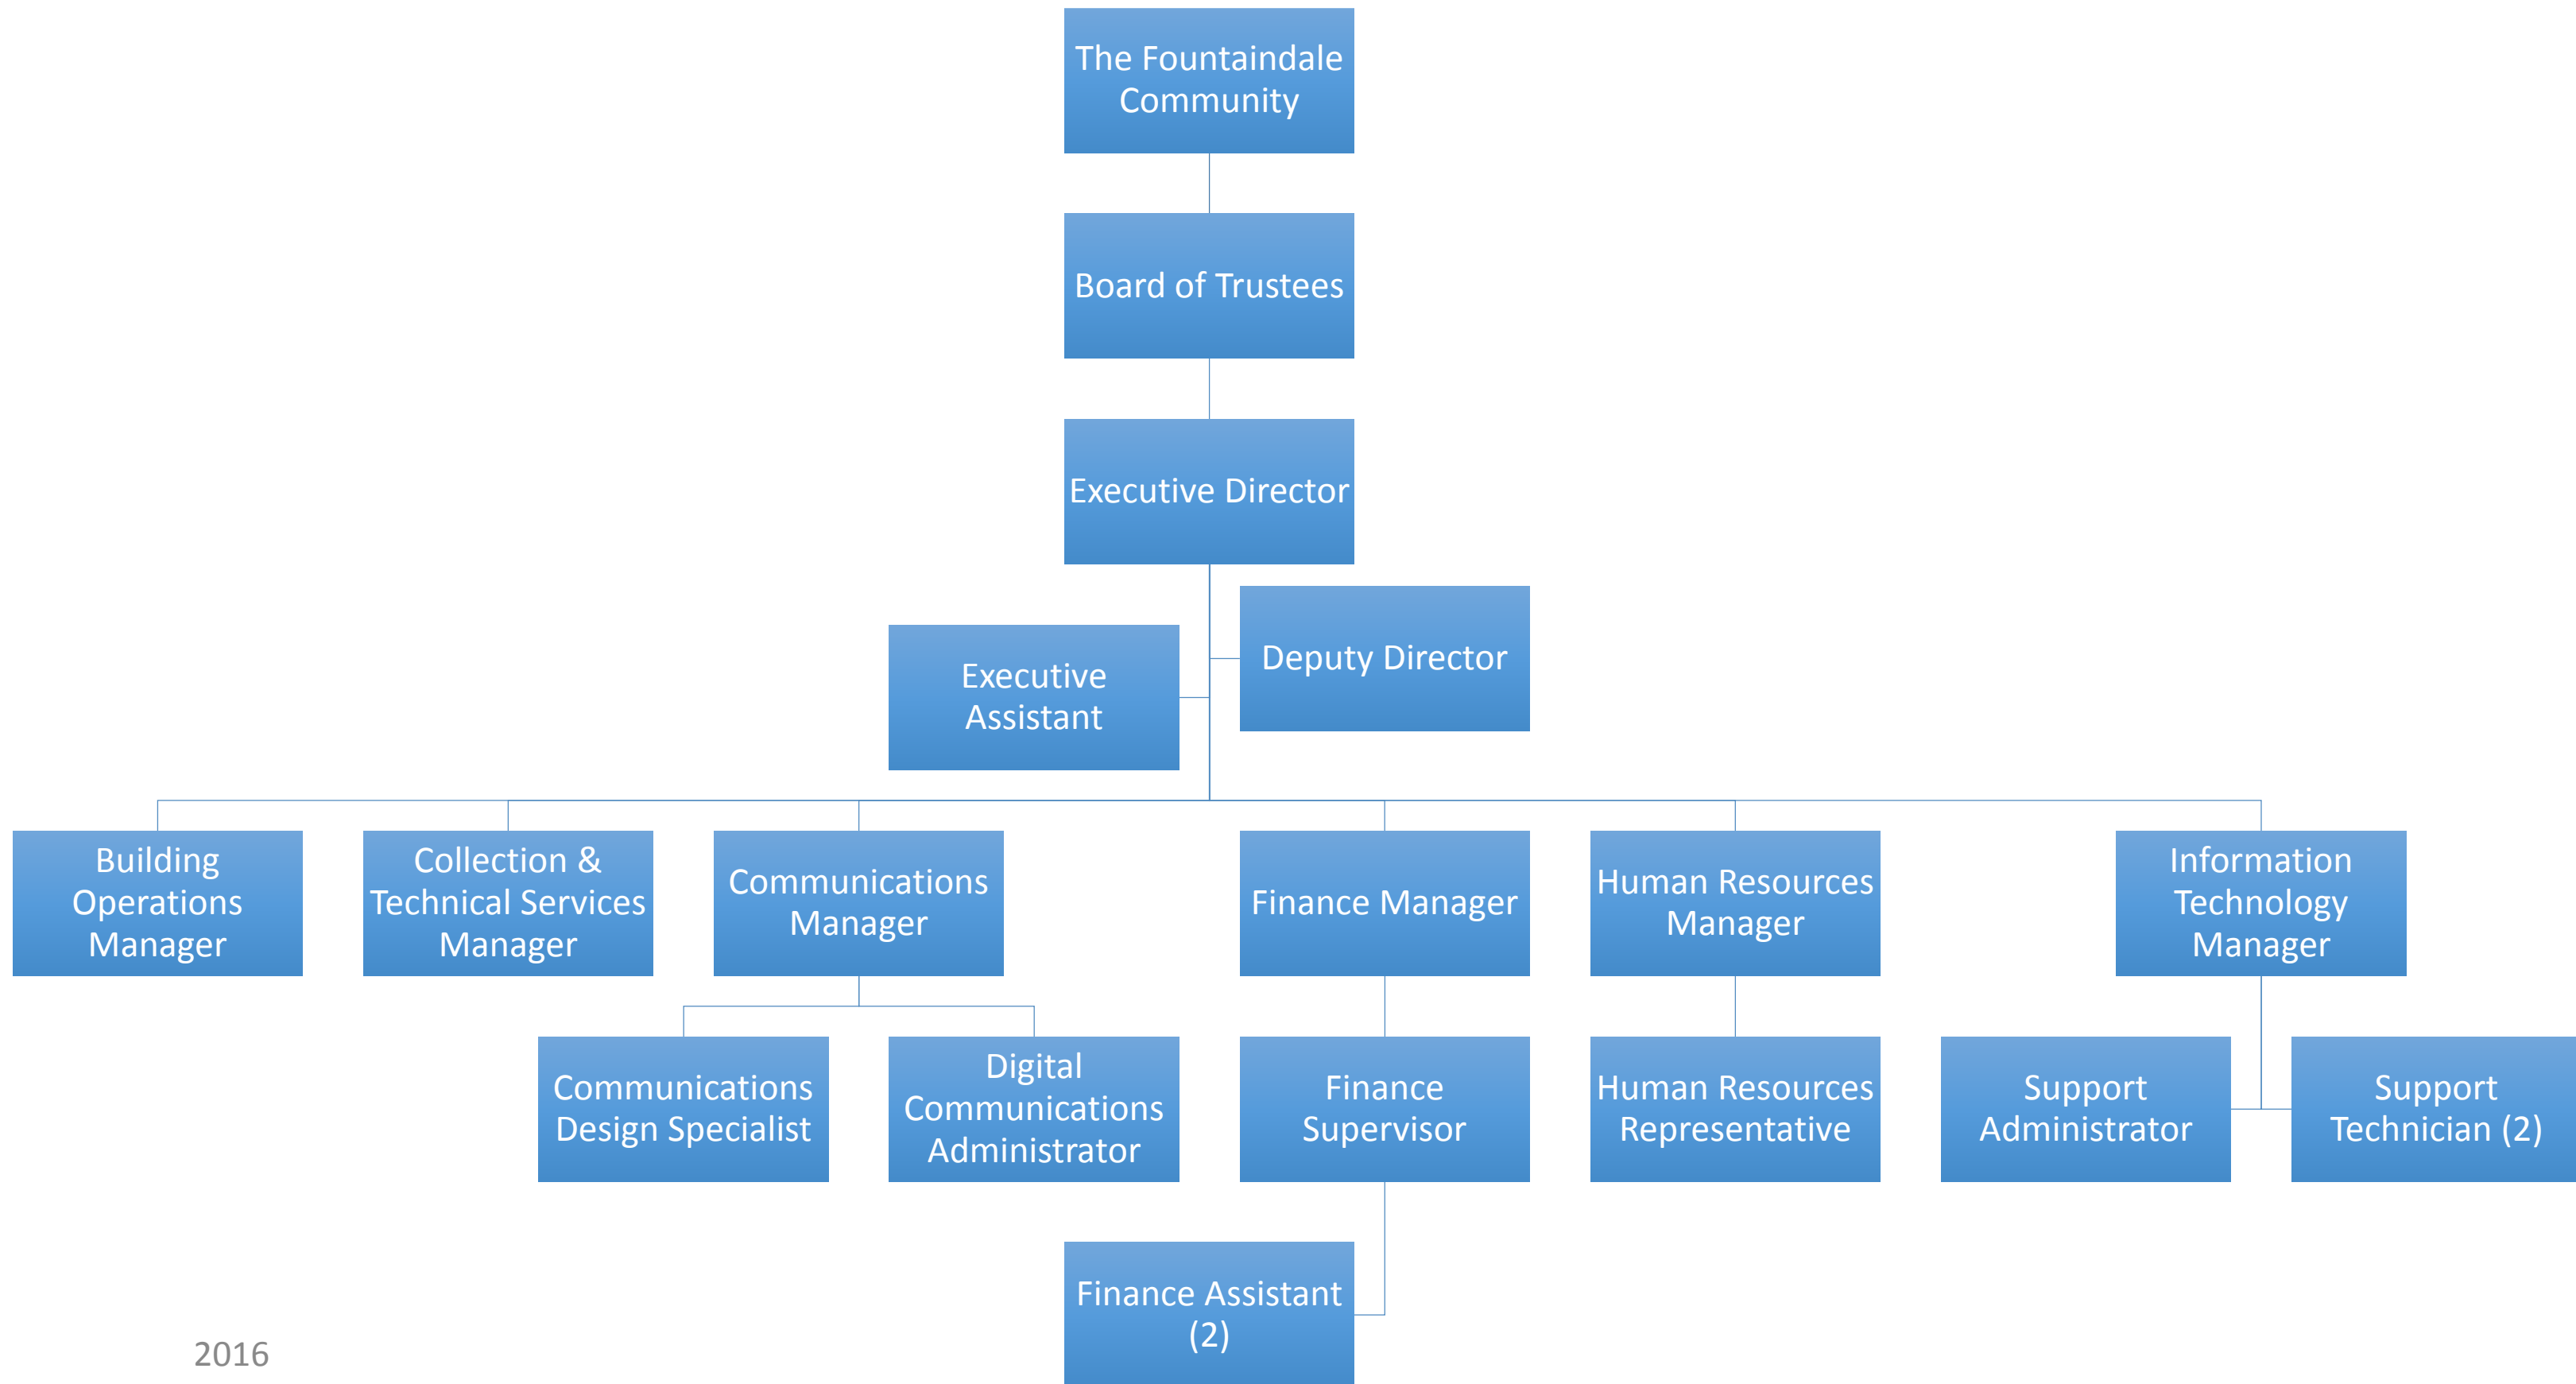 The Fountaindale
Community
Board of Trustees
Executive Director
Executive
Assistant
Deputy Director
Building
Operations
Manager
Collection &
Technical Services
Manager
Communications
Manager
Finance Manager
Human Resources
Manager
Information
Technology
Manager
Communications
Design Specialist
Digital
Communications
Administrator
Finance
Supervisor
Human Resources
Representative
Support
Administrator
Support
Technician (2)
Finance Assistant
(2)
2016